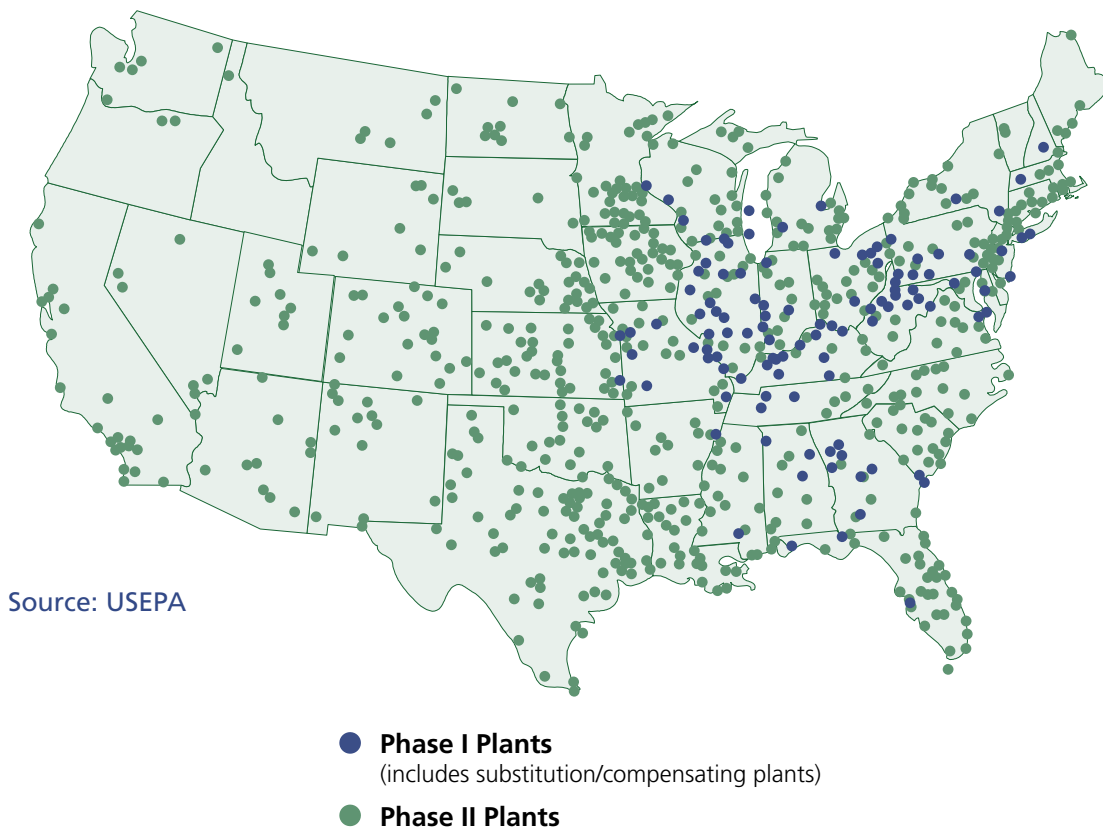 Source: USEPA
Phase I Plants
(includes substitution/compensating plants)
Phase II Plants